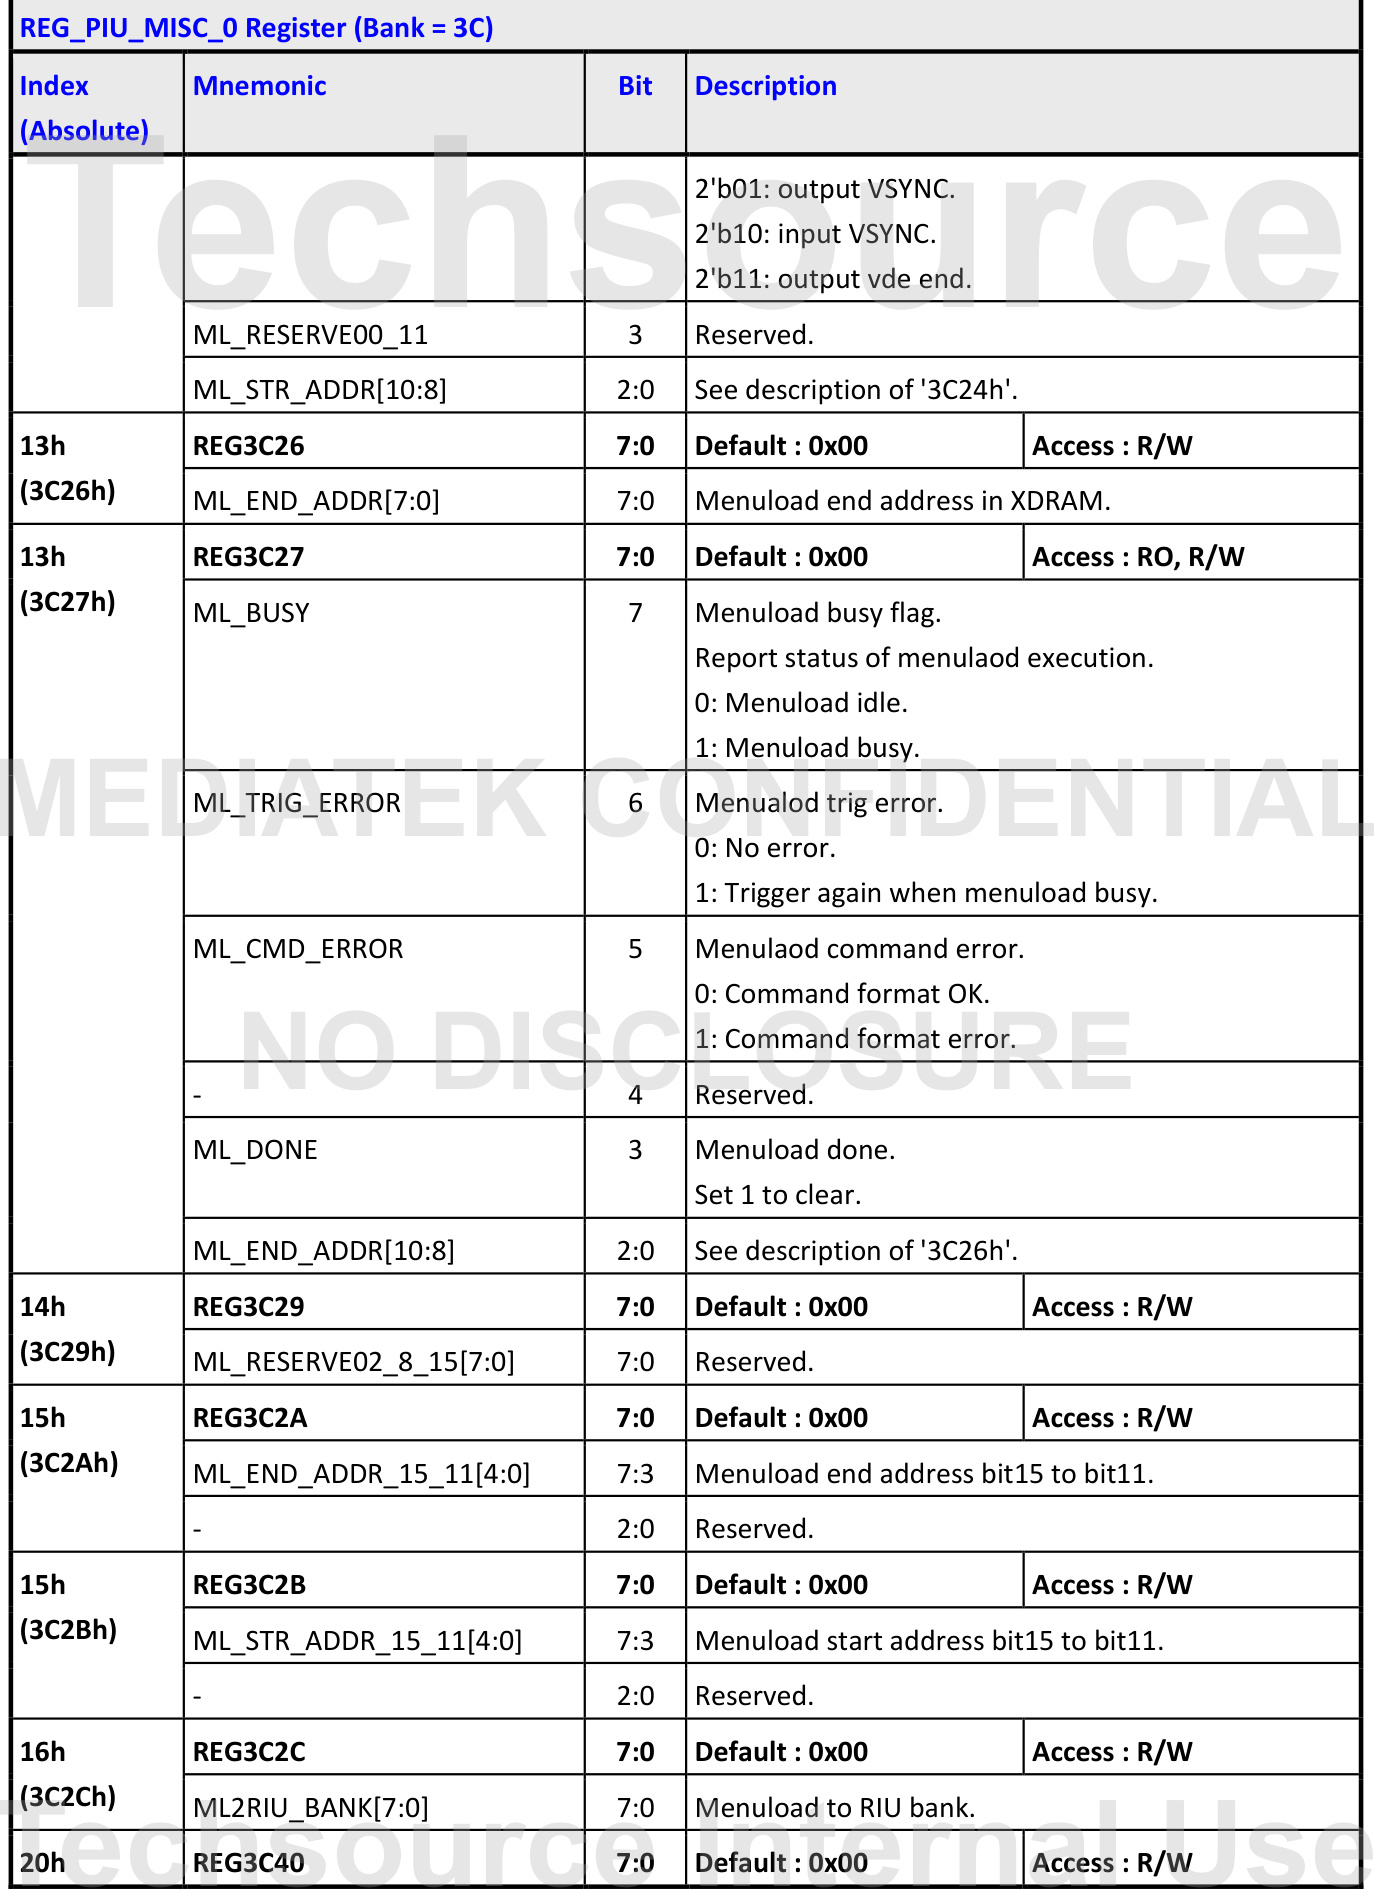 REG_PIU_MISC_0 Register (Bank = 3C)
Index Mnemonic Bit Description
(Absolute)
Techsource
2'b01: output VSYNC.
2'b10: input VSYNC.
2'b11: output vde end.
ML_RESERVE00_11 3 Reserved.
ML_STR_ADDR[10:8] 2:0 See description of '3C24h'.
13h REG3C26 7:0 Default : 0x00 Access : R/W
(3C26h)
ML_END_ADDR[7:0] 7:0 Menuload end address in XDRAM.
13h REG3C27 7:0 Default : 0x00 Access : RO, R/W
(3C27h)
ML_BUSY 7 Menuload busy flag.
Report status of menulaod execution.
0: Menuload idle.
1: Menuload busy.
MEDIATEK CONFIDENTIAL
ML_TRIG_ERROR 6 Menualod trig error.
0: No error.
1: Trigger again when menuload busy.
ML_CMD_ERROR 5 Menulaod command error.
0: Command format OK.
1: Command format error.
NO DISCLOSURE
- 4 Reserved.
ML_DONE 3 Menuload done.
Set 1 to clear.
ML_END_ADDR[10:8] 2:0 See description of '3C26h'.
14h REG3C29 7:0 Default : 0x00 Access : R/W
(3C29h)
ML_RESERVE02_8_15[7:0] 7:0 Reserved.
15h REG3C2A 7:0 Default : 0x00 Access : R/W
(3C2Ah)
ML_END_ADDR_15_11[4:0] 7:3 Menuload end address bit15 to bit11.
- 2:0 Reserved.
15h REG3C2B 7:0 Default : 0x00 Access : R/W
(3C2Bh)
ML_STR_ADDR_15_11[4:0] 7:3 Menuload start address bit15 to bit11.
- 2:0 Reserved.
16h REG3C2C 7:0 Default : 0x00 Access : R/W
(3C2Ch)
ML2RIU_BANK[7:0] 7:0 Menuload to RIU bank.
Techsource Internal Use
20h REG3C40 7:0 Default : 0x00 Access : R/W